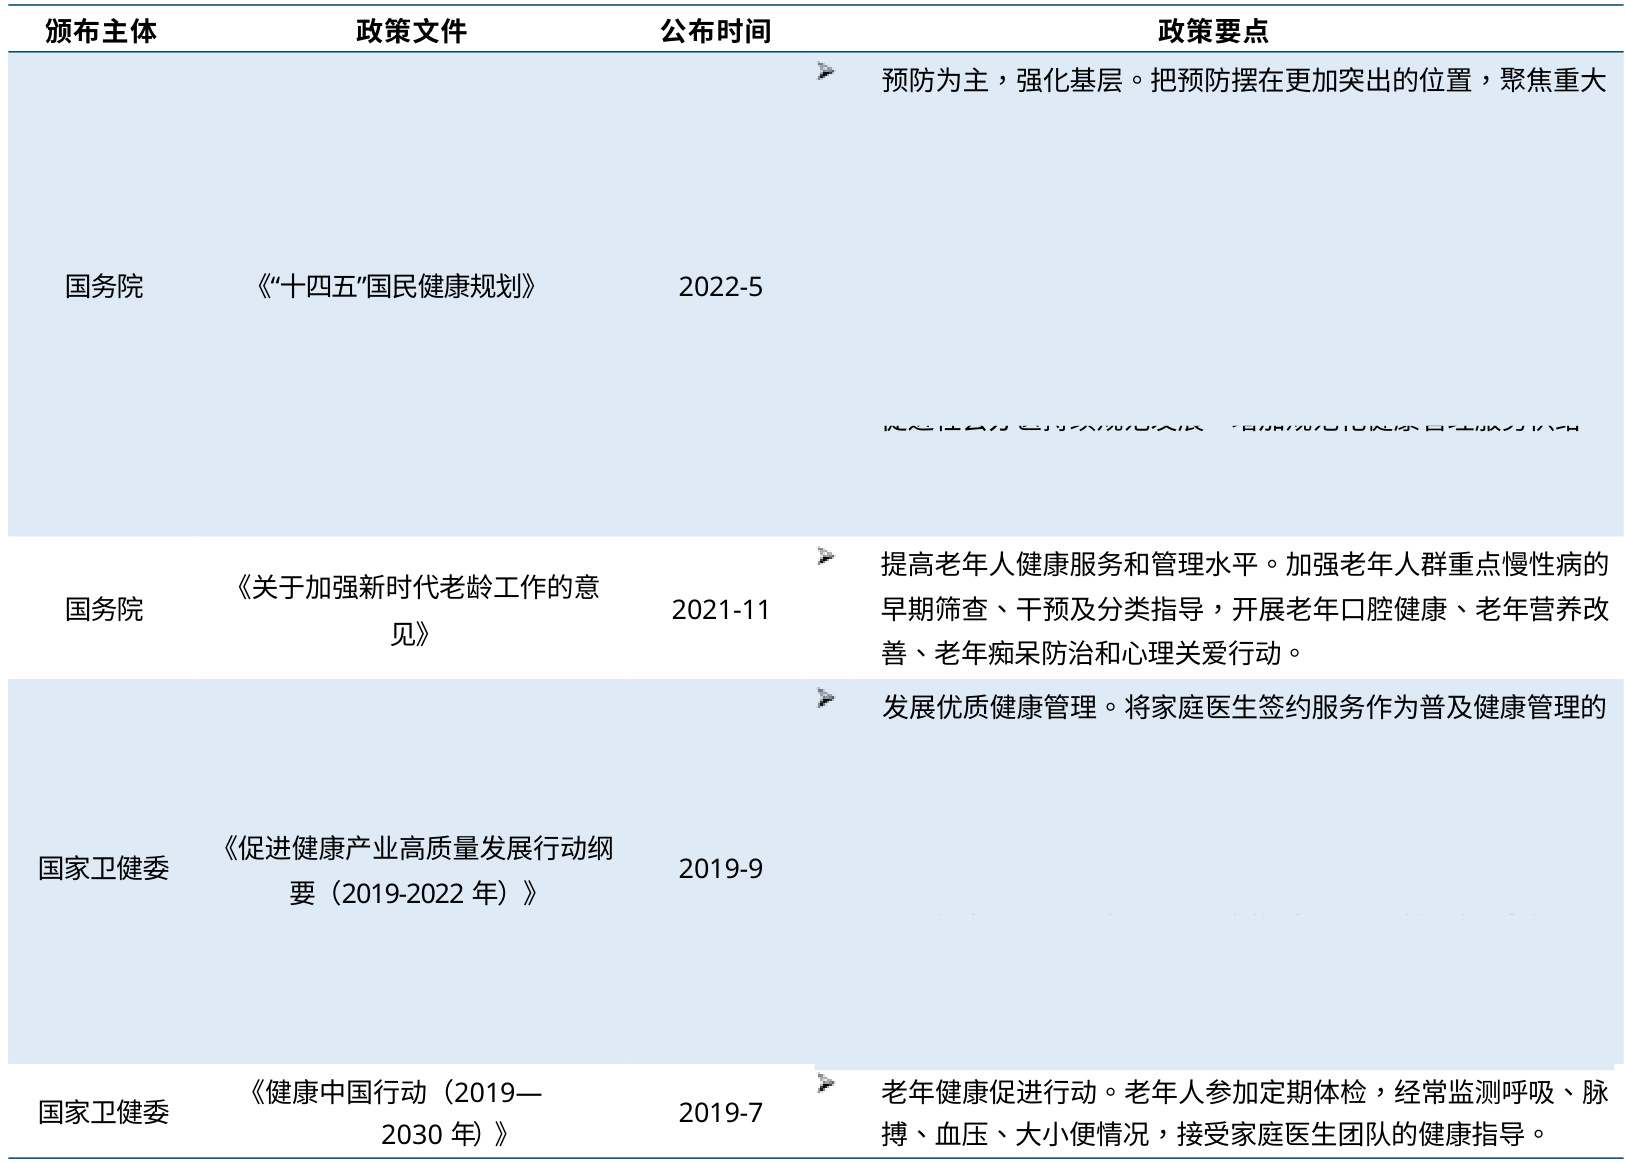 颁布主体 政策文件 公布时间 政策要点
预防为主，强化基层。把预防摆在更加突出的位置，聚焦重大
国务院 《“十四五”国民健康规划》 2022-5
提高老年人健康服务和管理水平。加强老年人群重点慢性病的
早期筛查、干预及分类指导，开展老年口腔健康、老年营养改
善、老年痴呆防治和心理关爱行动。
国务院 《关于加强新时代老龄工作的意
见》 2021-11
发展优质健康管理。将家庭医生签约服务作为普及健康管理的
国家卫健委 《促进健康产业高质量发展行动纲
要（2019-2022 年）》 2019-9
老年健康促进行动。老年人参加定期体检，经常监测呼吸、脉
搏、血压、大小便情况，接受家庭医生团队的健康指导。
国家卫健委 《健康中国行动（2019—
2030 年）》 2019-7